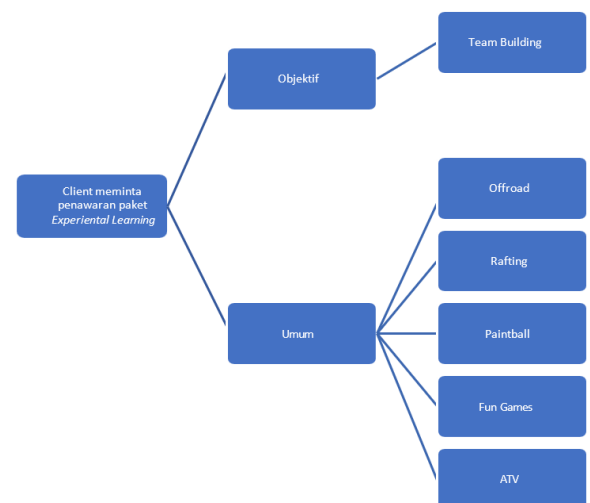 Client meminta
penawaran paket
Experiental Learning
Objektif
Team Building
Umum
Offroad
Rafting
Paintball
Fun Games
ATV